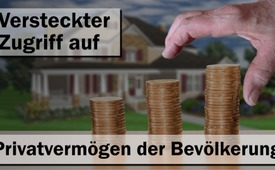 Versteckter
Zugriff auf
Privatvermögen der Bevölkerung